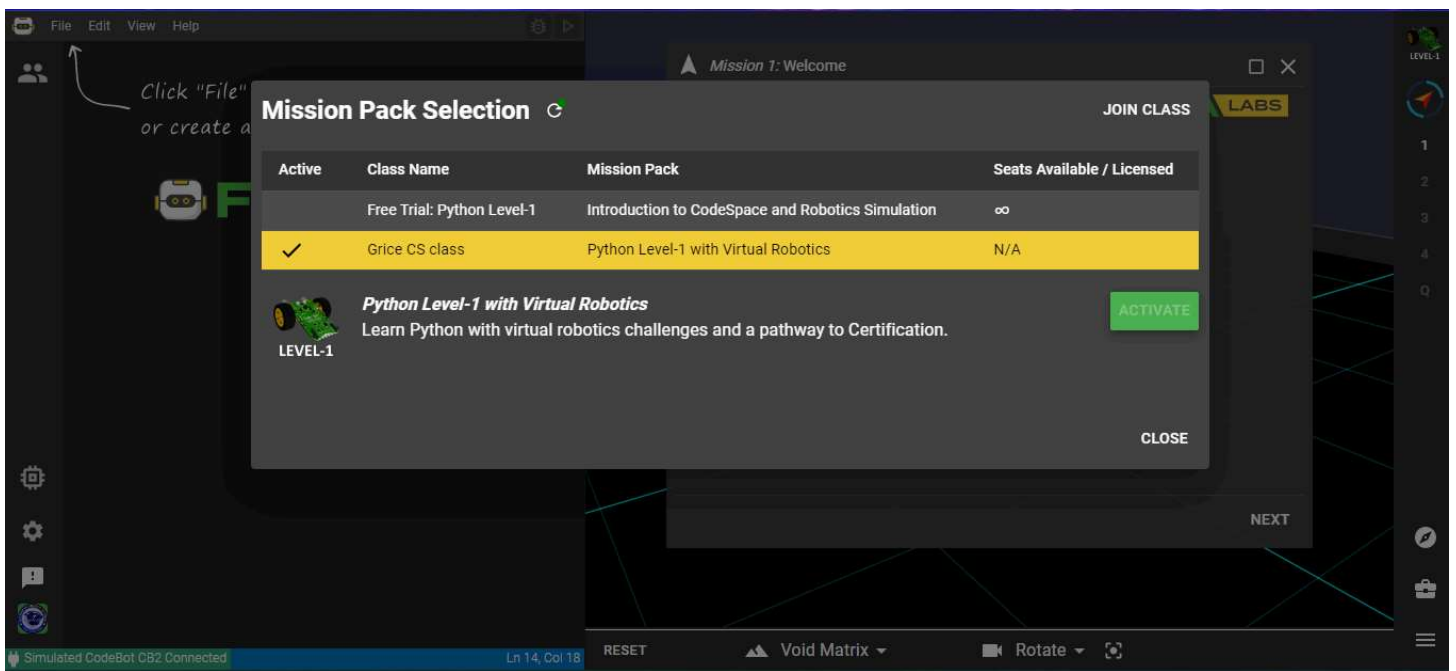 File Edit View Help
Mission 1: Welcome
LEVEL-1
Click "File"
or create a
Mission Pack Selection
JOIN CLASS
LABS
Active Class Name Mission Pack Seats Available / Licensed
Free Trial: Python Level-1 Introduction to CodeSpace and Robotics Simulation ∞
Grice CS class Python Level-1 with Virtual Robotics N/A
Python Level-1 with Virtual Robotics
Learn Python with virtual robotics challenges and a pathway to Certification.
ACTIVATE
LEVEL-1
CLOSE
NEXT
1
2
3
4
Q
Simulated CodeBot CB2 Connected
Ln 14, Col 18
RESET
Void Matrix
Rotate